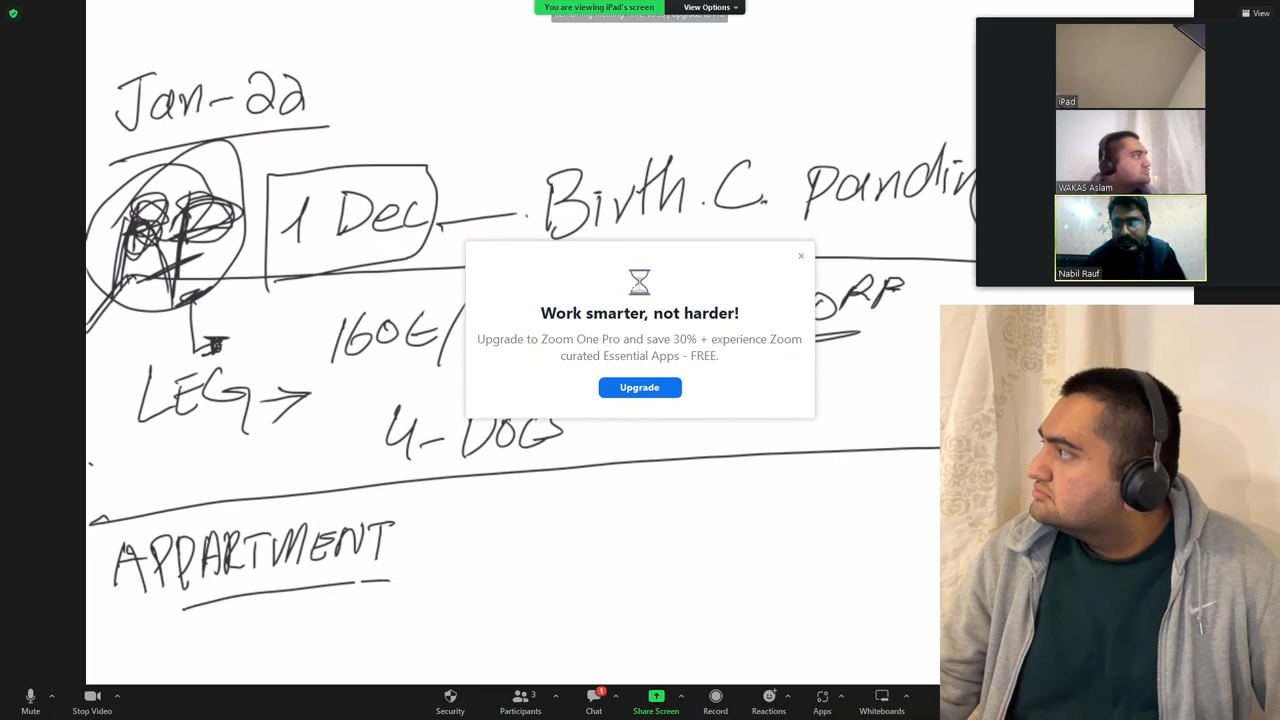 You are viewing iPad's screen
View Options
View
Jan-22
iPad
WAKAS Aslam
Nabil Rauf
1 Dec
Birth. C. Pandin
Work smarter, not harder!
Upgrade to Zoom One Pro and save 30% + experience Zoom
curated Essential Apps - FREE.
Upgrade
160E/
LEG →
4-DOGS
APPARTMENT
Mute
Stop Video
Security
Participants
3
Chat
1
Share Screen
Record
Reactions
Apps
Whiteboards